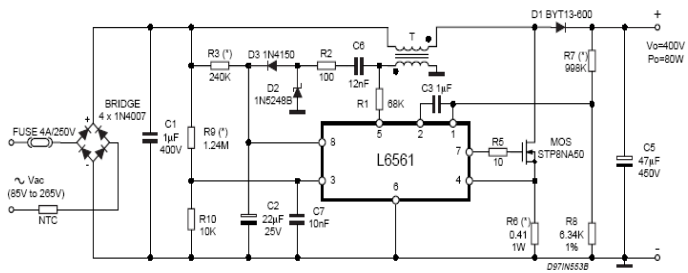 D1 BYT13-600
+
Vo=400V
Po=80W
T
R3 (*)
240K
D3 1N4150
R2
100
C6
12nF
R7 (*)
998K
D2
1N5248B
C3 1µF
R1
68K
BRIDGE
4 x 1N4007
FUSE 4A/250V
+
-
C1
1µF
400V
R9 (*)
1.24M
5
2
1
8
L6561
7
3
4
6
R5
10
MOS
STP8NA50
C5
47µF
450V
Vac
(85V to 265V)
NTC
R10
10K
C2
22µF
25V
C7
10nF
R6 (*)
0.41
1W
R8
6.34K
1%
-
D97IN553B